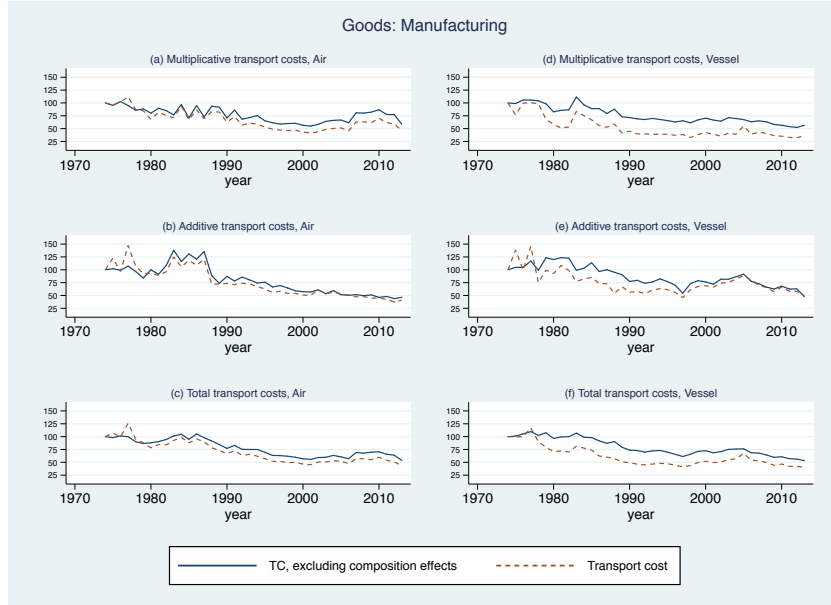 Goods: Manufacturing
(a) Multiplicative transport costs, Air
150
125
100
75
50
25
1970 1980 1990 2000 2010
year
(d) Multiplicative transport costs, Vessel
150
125
100
75
50
25
1970 1980 1990 2000 2010
year
(b) Additive transport costs, Air
150
125
100
75
50
25
1970 1980 1990 2000 2010
year
(e) Additive transport costs, Vessel
150
125
100
75
50
25
1970 1980 1990 2000 2010
year
(c) Total transport costs, Air
150
125
100
75
50
25
1970 1980 1990 2000 2010
year
(f) Total transport costs, Vessel
150
125
100
75
50
25
1970 1980 1990 2000 2010
year
TC, excluding composition effects Transport cost